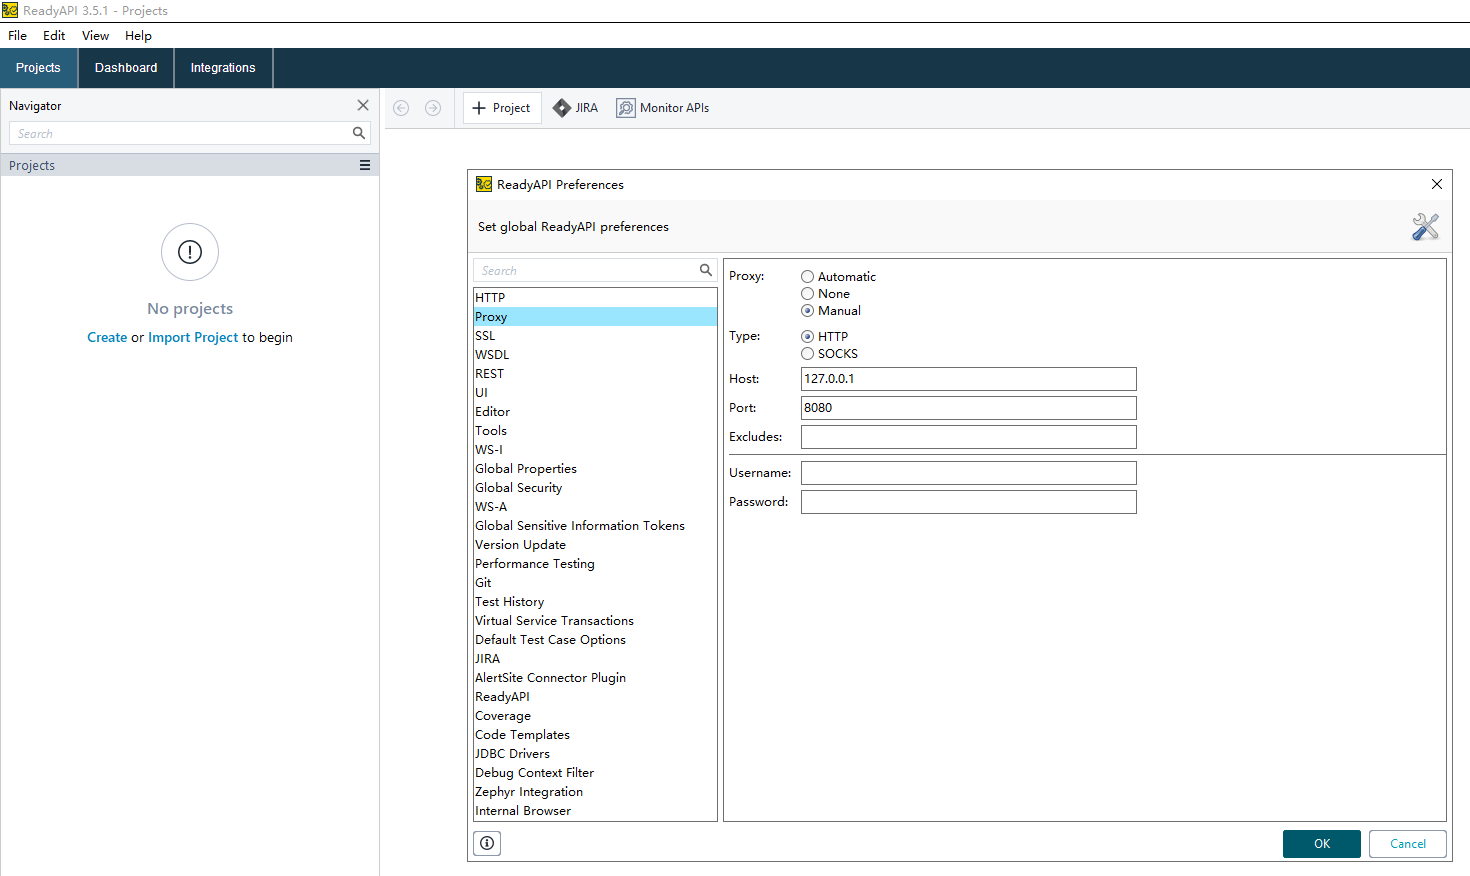 ReadyAPI 3.5.1 - Projects
File Edit View Help
Projects Dashboard Integrations
Navigator
Search
Projects
No projects
Create or Import Project to begin
Project JIRA Monitor APIs
ReadyAPI Preferences
Set global ReadyAPI preferences
Search
HTTP
Proxy
SSL
WSDL
REST
UI
Editor
Tools
WS-I
Global Properties
Global Security
WS-A
Global Sensitive Information Tokens
Version Update
Performance Testing
Git
Test History
Virtual Service Transactions
Default Test Case Options
JIRA
AlertSite Connector Plugin
ReadyAPI
Coverage
Code Templates
JDBC Drivers
Debug Context Filter
Zephyr Integration
Internal Browser
Proxy: Automatic
None
Manual
Type: HTTP
SOCKS
Host: 127.0.0.1
Port: 8080
Excludes:
Username:
Password:
OK Cancel